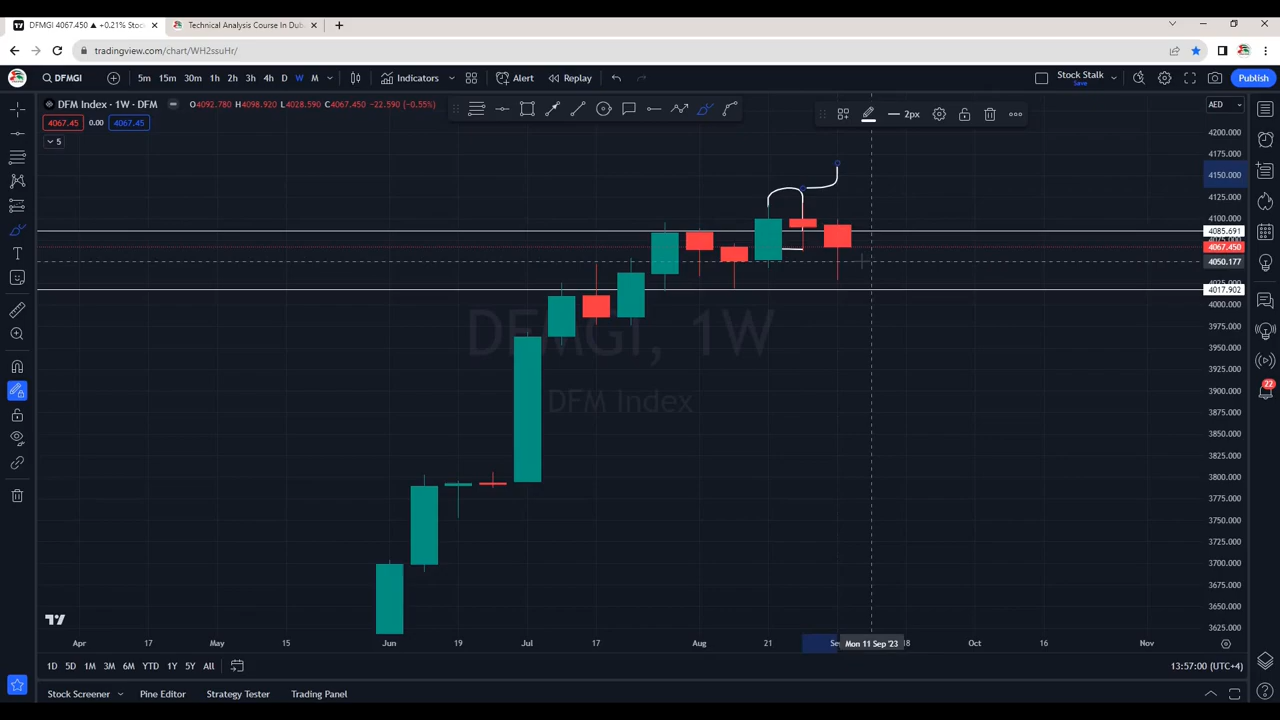 DFMGI 4067.450 ▲ +0.21% Stoc
Technical Analysis Course In Dub
tradingview.com/chart/WH2ssuHr/
DFMGI 5m 15m 30m 1h 2h 3h 4h D W M Indicators Alert Replay Stock Stalk Save Publish
DFM Index · 1W · DFM O4092.780 H4098.920 L4028.590 C4067.450 -22.590 (-0.55%)
2px
AED
67.45 0.00 4067.45
5
4200.000
4175.000
4150.000
4125.000
4100.000
4085.691
4067.450
4050.177
4017.902
4000.000
3975.000
3950.000
3925.000
3900.000
3875.000
3850.000
3825.000
3800.000
3775.000
3750.000
3725.000
3700.000
3675.000
3650.000
3625.000
DFMGI, 1W
DFM Index
22
Apr 17 May 15 Jun 19 Jul 17 Aug 21 Mon 11 Sep '23 18 Oct 16 Nov
1D 5D 1M 3M 6M YTD 1Y 5Y All
13:57:00 (UTC+4)
Stock Screener Pine Editor Strategy Tester Trading Panel